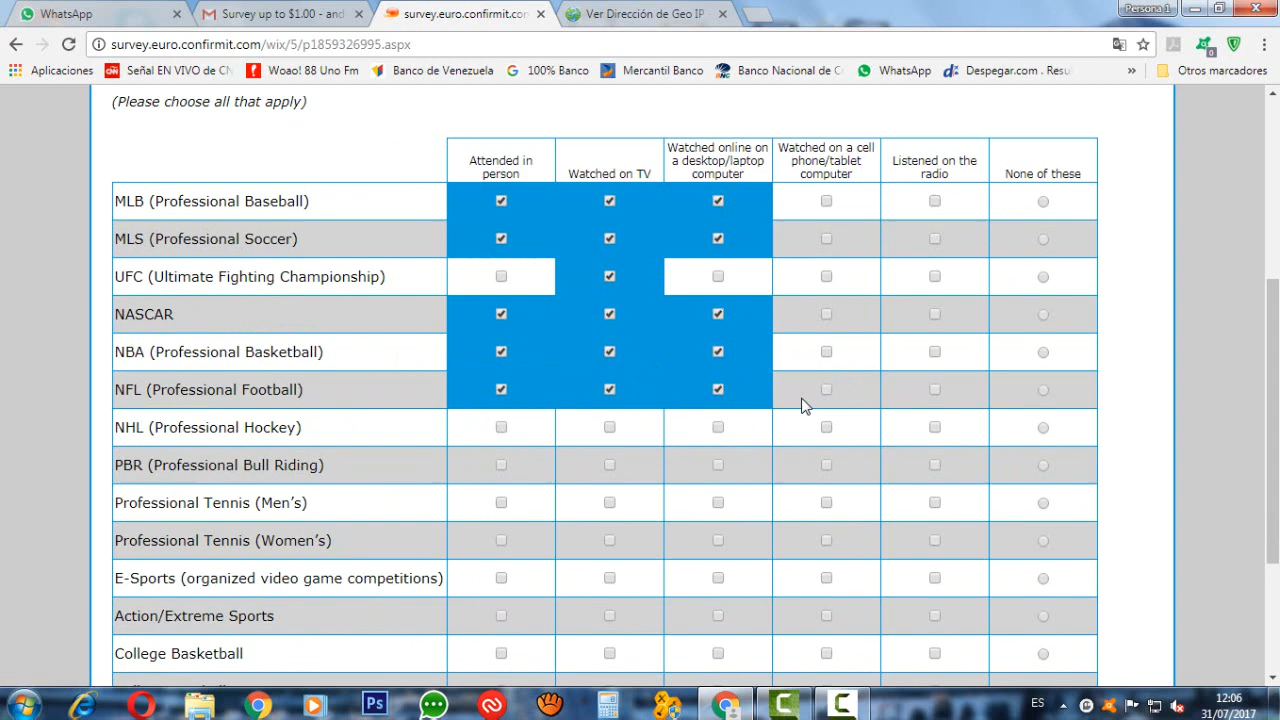 WhatsApp
Survey up to $1.00 - and
survey.euro.confirmit.con
Ver Dirección de Geo IP
Persona 1
survey.euro.confirmit.com/wix/5/p1859326995.aspx
Aplicaciones
Señal EN VIVO de C
Woao! 88 Uno Fm
Banco de Venezuela
100% Banco
Mercantil Banco
Banco Nacional de C
WhatsApp
Despegar.com . Resu
»
Otros marcadores
(Please choose all that apply)
Attended in
person
Watched on TV
Watched online on
a desktop/laptop
computer
Watched on a cell
phone/tablet
computer
Listened on the
radio
None of these
MLB (Professional Baseball)
MLS (Professional Soccer)
UFC (Ultimate Fighting Championship)
NASCAR
NBA (Professional Basketball)
NFL (Professional Football)
NHL (Professional Hockey)
PBR (Professional Bull Riding)
Professional Tennis (Men's)
Professional Tennis (Women's)
E-Sports (organized video game competitions)
Action/Extreme Sports
College Basketball
Ps
ES
12:06
31/07/2017